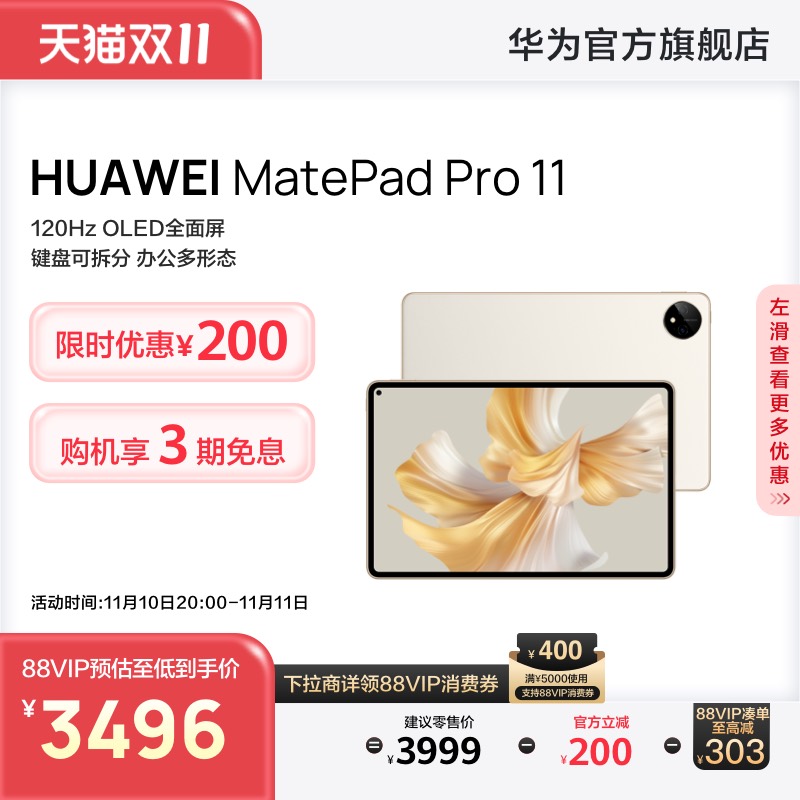 天猫双11
华为官方旗舰店
HUAWEI MatePad Pro 11
120Hz OLED全面屏
键盘可拆分 办公多形态
限时优惠¥200
购机享3期免息
左滑查看更多优惠>>>
活动时间:11月10日20:00-11月11日
88VIP预估至低到手价
¥3496
下拉商详领88VIP消费券
¥400
满¥5000使用
支持88VIP消费券
=
建议零售价
¥3999
-
官方立减
¥200
-
88VIP凑单
至高减
¥303